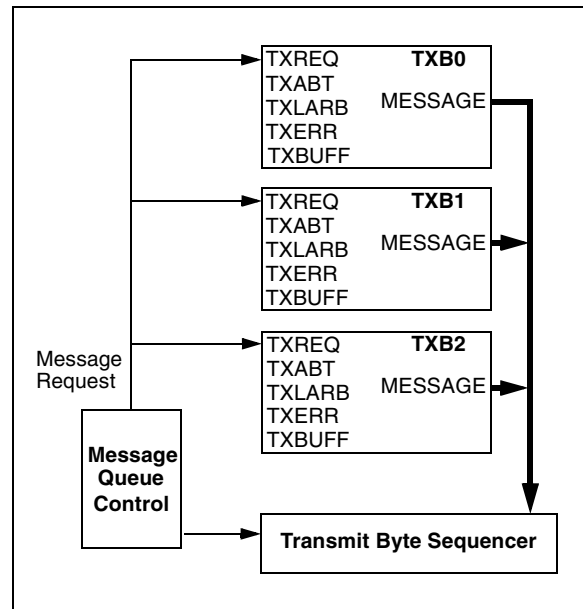 TXREQ TXB0
TXABT
TXLARB MESSAGE
TXERR
TXBUFF
TXREQ TXB1
TXABT
TXLARB MESSAGE
TXERR
TXBUFF
TXREQ TXB2
TXABT
TXLARB MESSAGE
TXERR
TXBUFF
Message
Request
Message
Queue
Control
Transmit Byte Sequencer